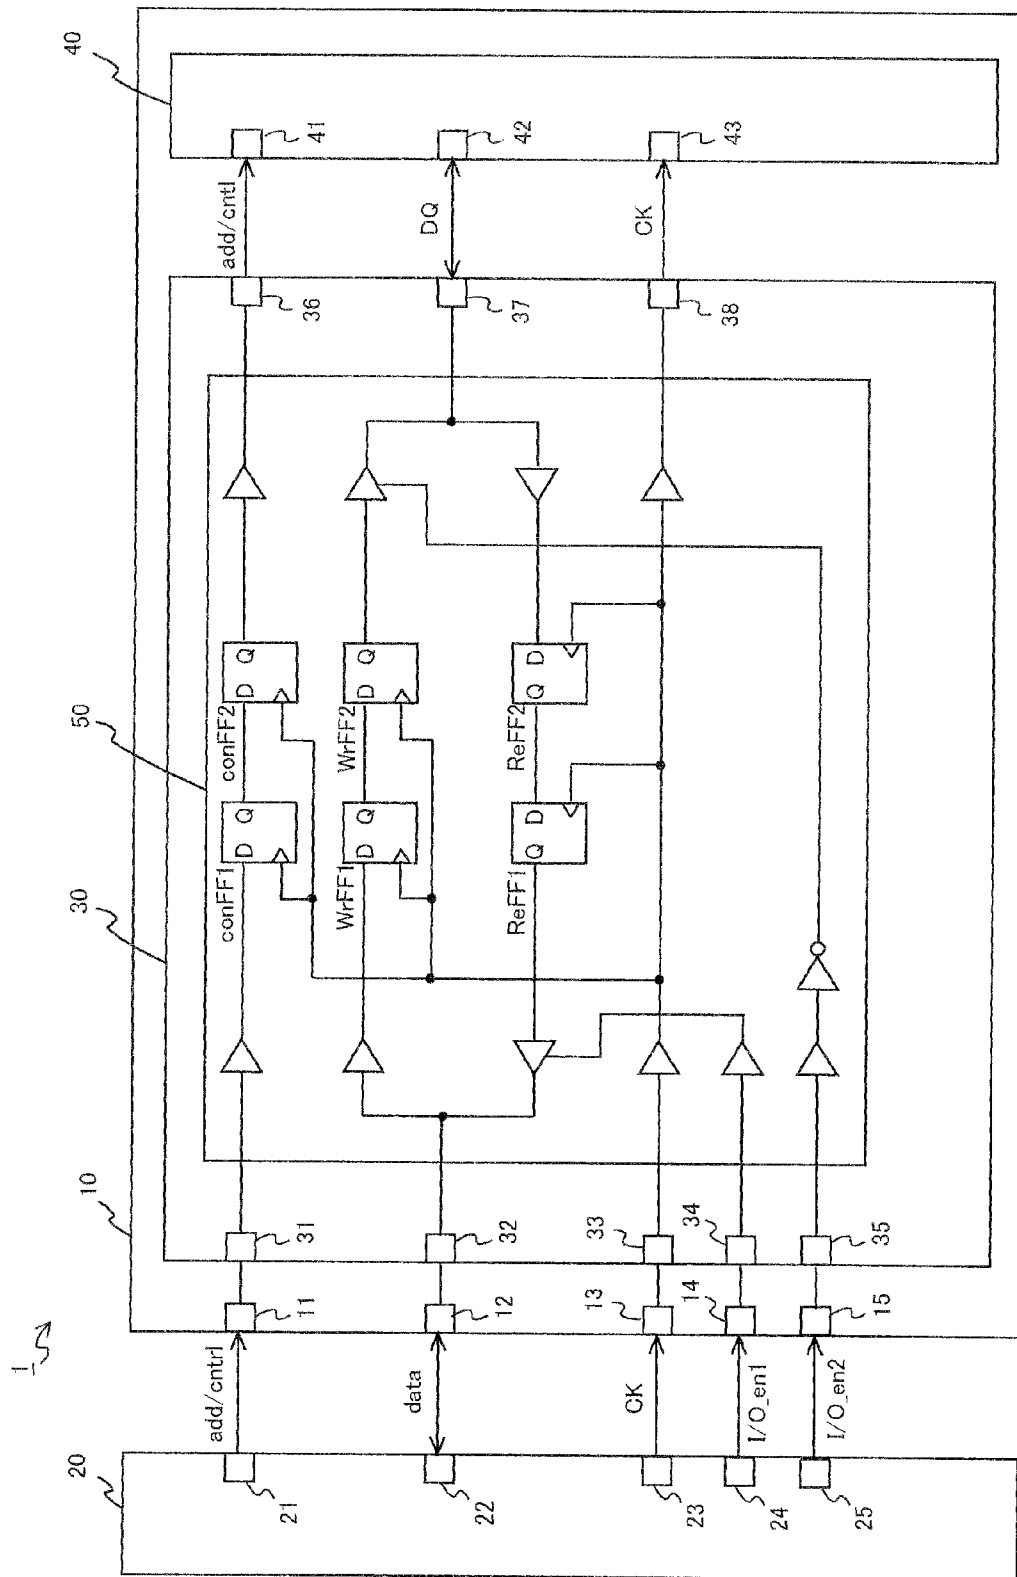 1
20
21
add/cntrl
22
data
23
CK
24
I/O_en1
25
I/O_en2
10
11
12
13
14
15
30
31
32
33
34
35
50
conFF1
D Q
conFF2
D Q
WrFF1
D Q
WrFF2
D Q
ReFF1
Q D
ReFF2
Q D
36
add/cntl
37
DQ
38
CK
40
41
42
43